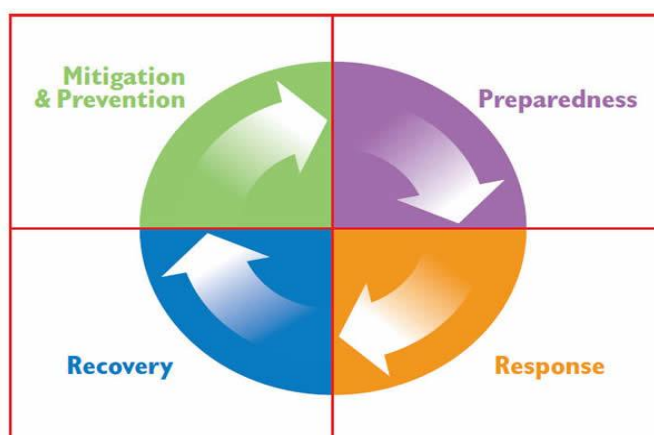 Mitigation
& Prevention
Preparedness
Recovery
Response